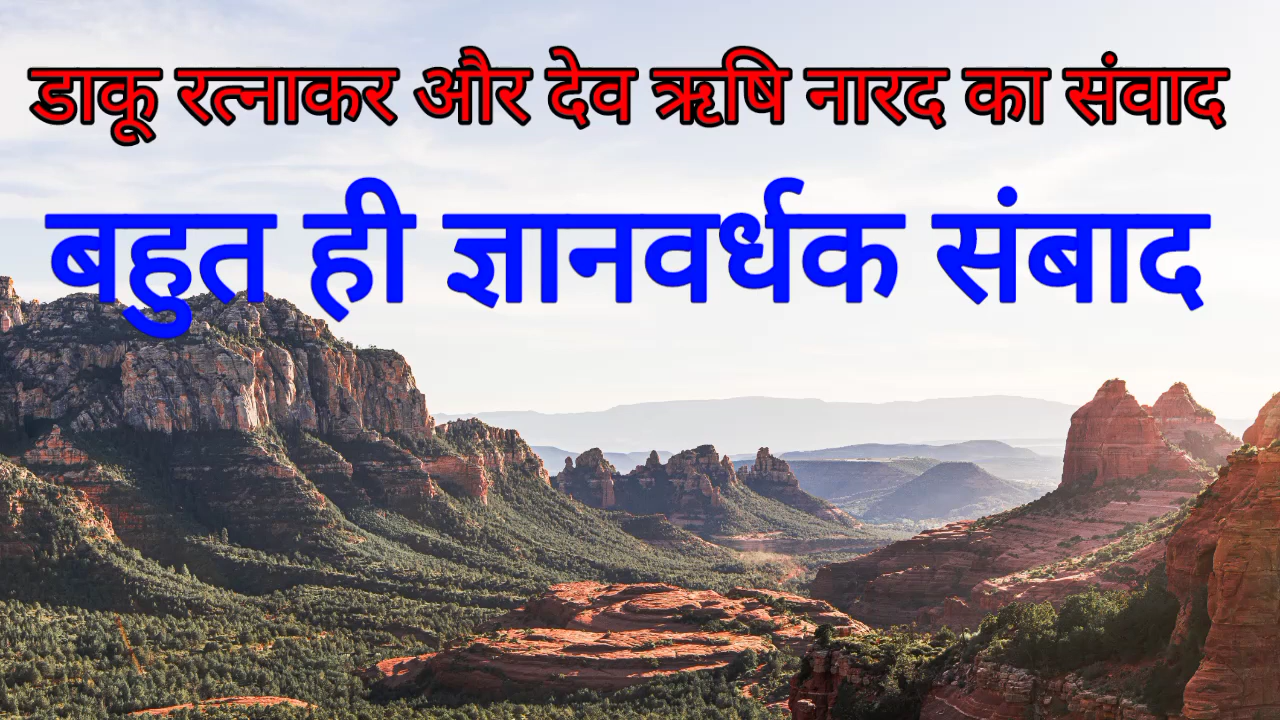 डाकू रत्नाकर और देव ऋषि नारद का संवाद
बहुत ही ज्ञानवर्धक संबाद